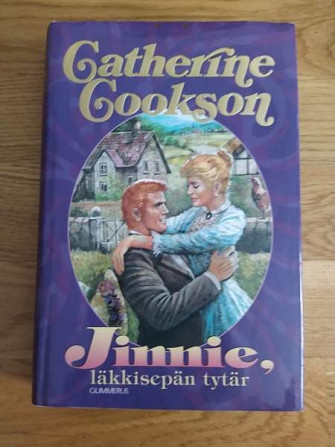 Catherine
Cookson
Jinnie,
läkkisepän tytär
GUMMERUS